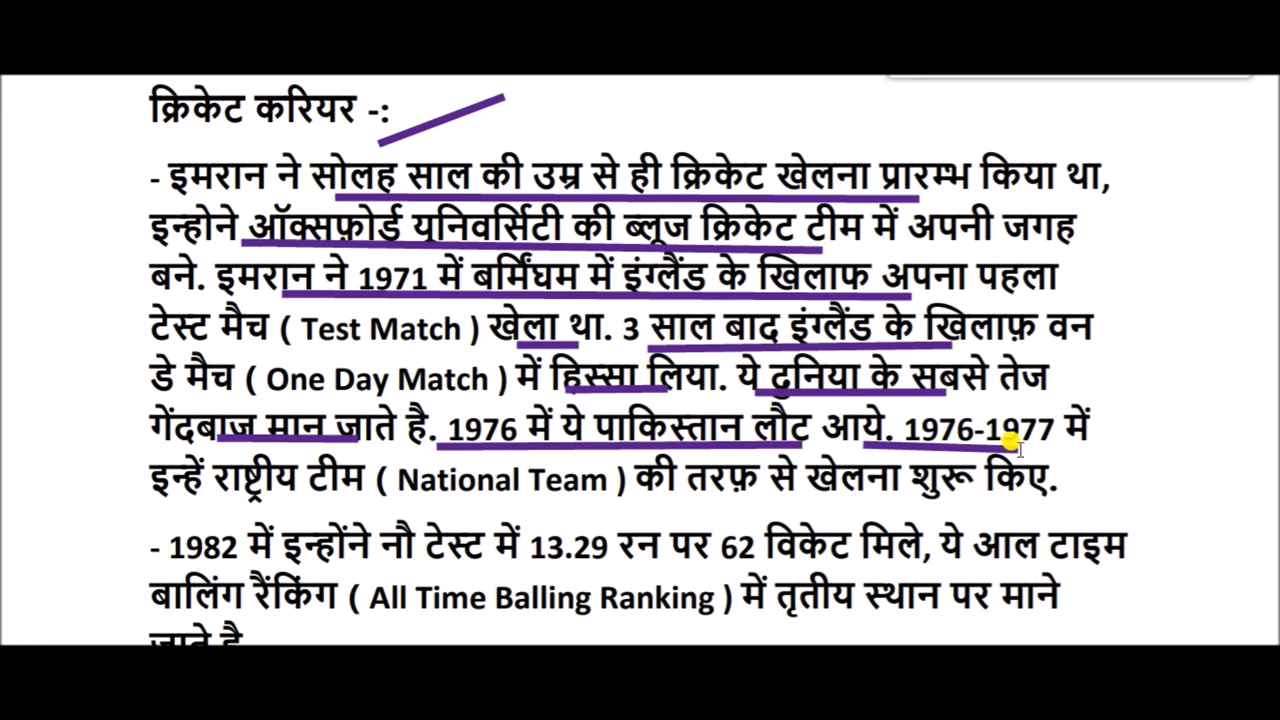 क्रिकेट करियर -:
- इमरान ने सोलह साल की उम्र से ही क्रिकेट खेलना प्रारम्भ किया था,
इन्होने ऑक्सफ़ोर्ड यूनिवर्सिटी की ब्लूज क्रिकेट टीम में अपनी जगह
बने. इमरान ने 1971 में बर्मिंघम में इंग्लैंड के खिलाफ अपना पहला
टेस्ट मैच ( Test Match ) खेला था. 3 साल बाद इंग्लैंड के खिलाफ़ वन
डे मैच ( One Day Match ) में हिस्सा लिया. ये दुनिया के सबसे तेज
गेंदबाज मान जाते है. 1976 में ये पाकिस्तान लौट आये. 1976-1977 में
इन्हें राष्ट्रीय टीम ( National Team ) की तरफ़ से खेलना शुरू किए.
- 1982 में इन्होंने नौ टेस्ट में 13.29 रन पर 62 विकेट मिले, ये आल टाइम
बालिंग रैंकिंग ( All Time Balling Ranking ) में तृतीय स्थान पर माने
जाते है